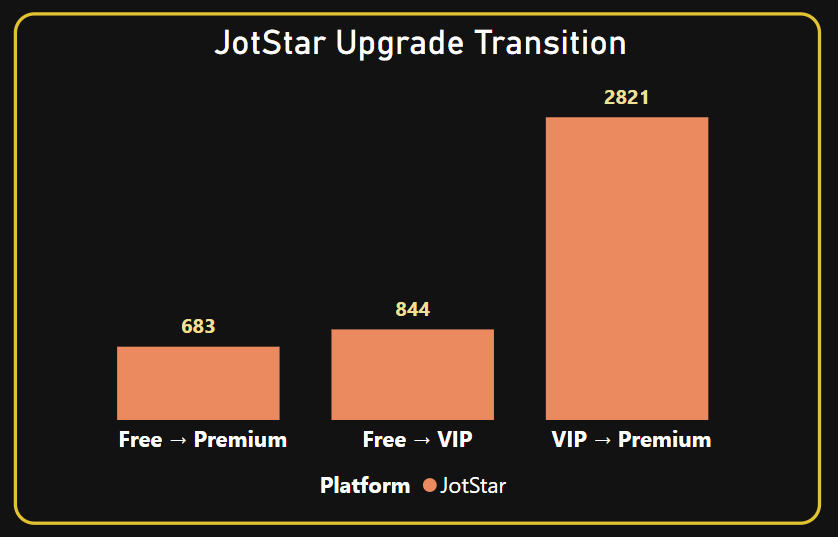 JotStar Upgrade Transition
2821
844
683
Free → Premium Free → VIP VIP → Premium
Platform JotStar